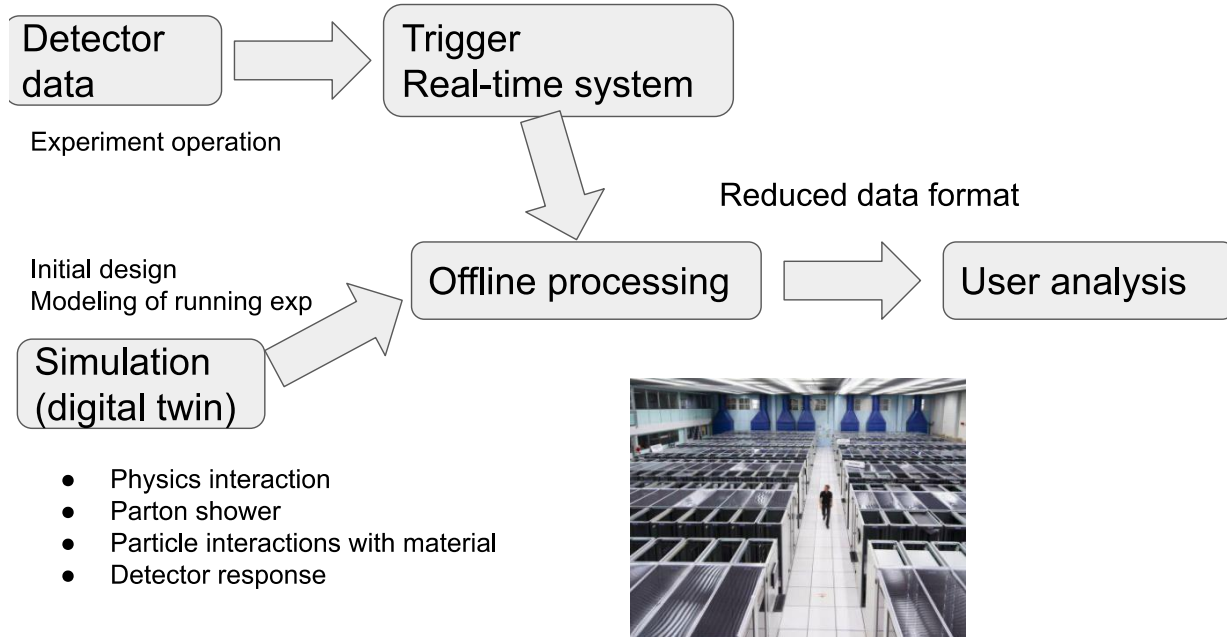 Detector
data
Trigger
Real-time system
Experiment operation
Reduced data format
Initial design
Modeling of running exp
Offline processing
User analysis
Simulation
(digital twin)
● Physics interaction
● Parton shower
● Particle interactions with material
● Detector response